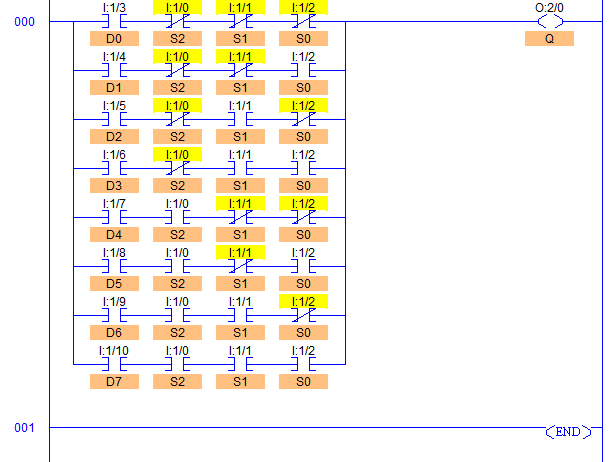 I:1/3 I:1/0 I:1/1 I:1/2 O:2/0
000
D0 S2 S1 S0 Q
I:1/4 I:1/0 I:1/1 I:1/2
D1 S2 S1 S0
I:1/5 I:1/0 I:1/1 I:1/2
D2 S2 S1 S0
I:1/6 I:1/0 I:1/1 I:1/2
D3 S2 S1 S0
I:1/7 I:1/0 I:1/1 I:1/2
D4 S2 S1 S0
I:1/8 I:1/0 I:1/1 I:1/2
D5 S2 S1 S0
I:1/9 I:1/0 I:1/1 I:1/2
D6 S2 S1 S0
I:1/10 I:1/0 I:1/1 I:1/2
D7 S2 S1 S0
001 END